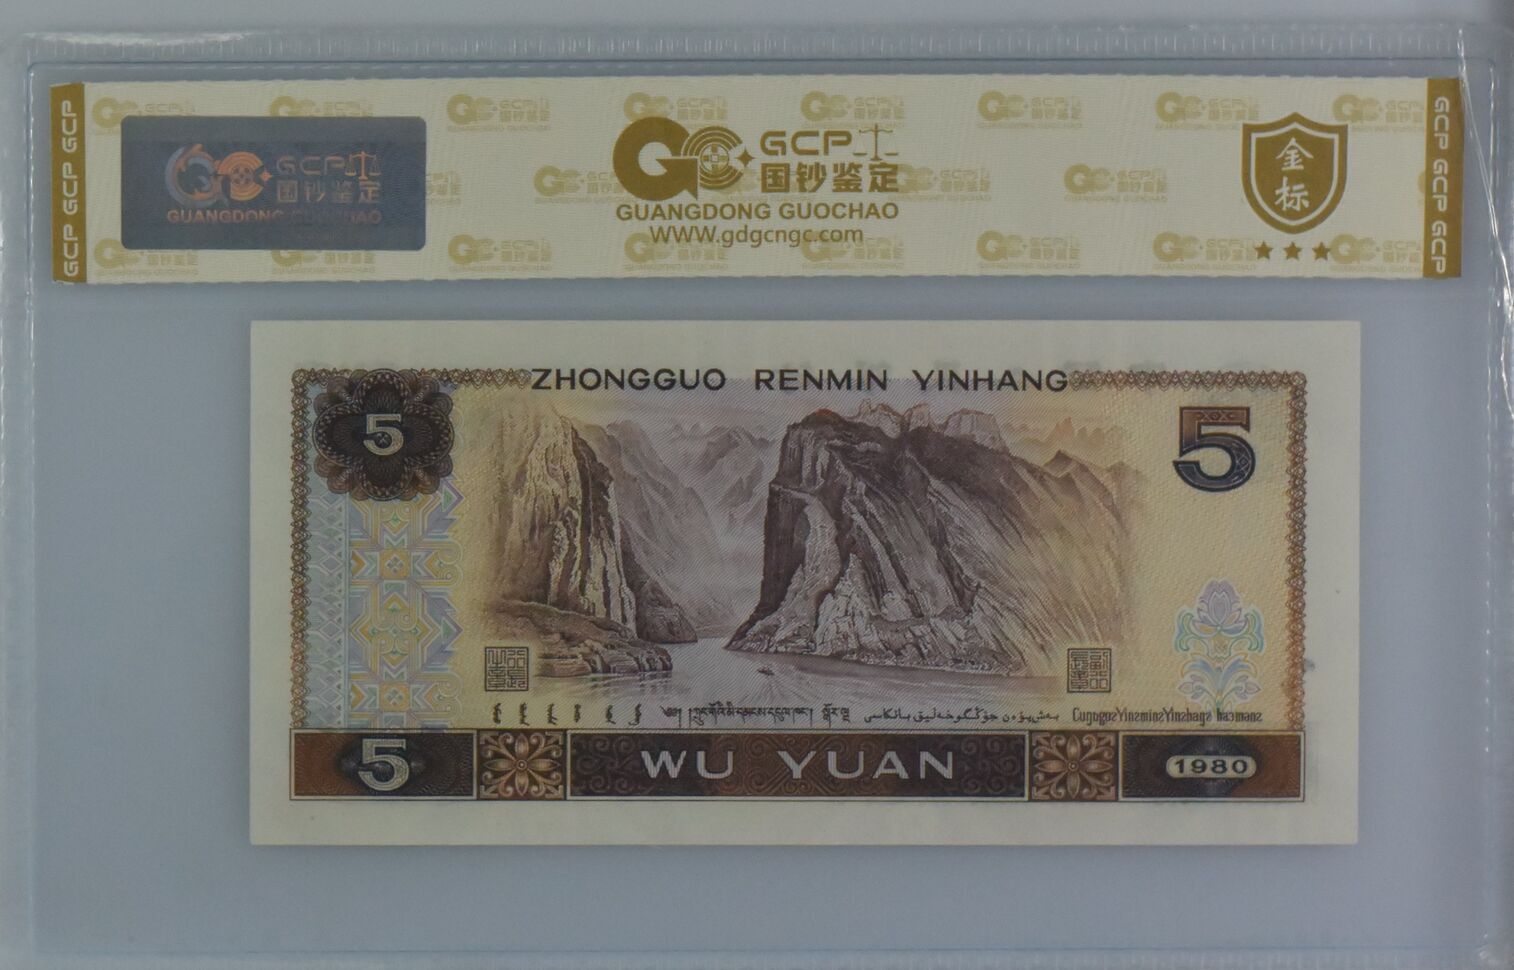 GCP GCP GCP
GCP
国钞鉴定
GUANGDONG GUOCHAO
GCP
国钞鉴定
GUANGDONG GUOCHAO
WWW.gdgcngc.com
金标
GCP GCP GCP
ZHONGGUO RENMIN YINHANG
5
5
WU YUAN
5
1980